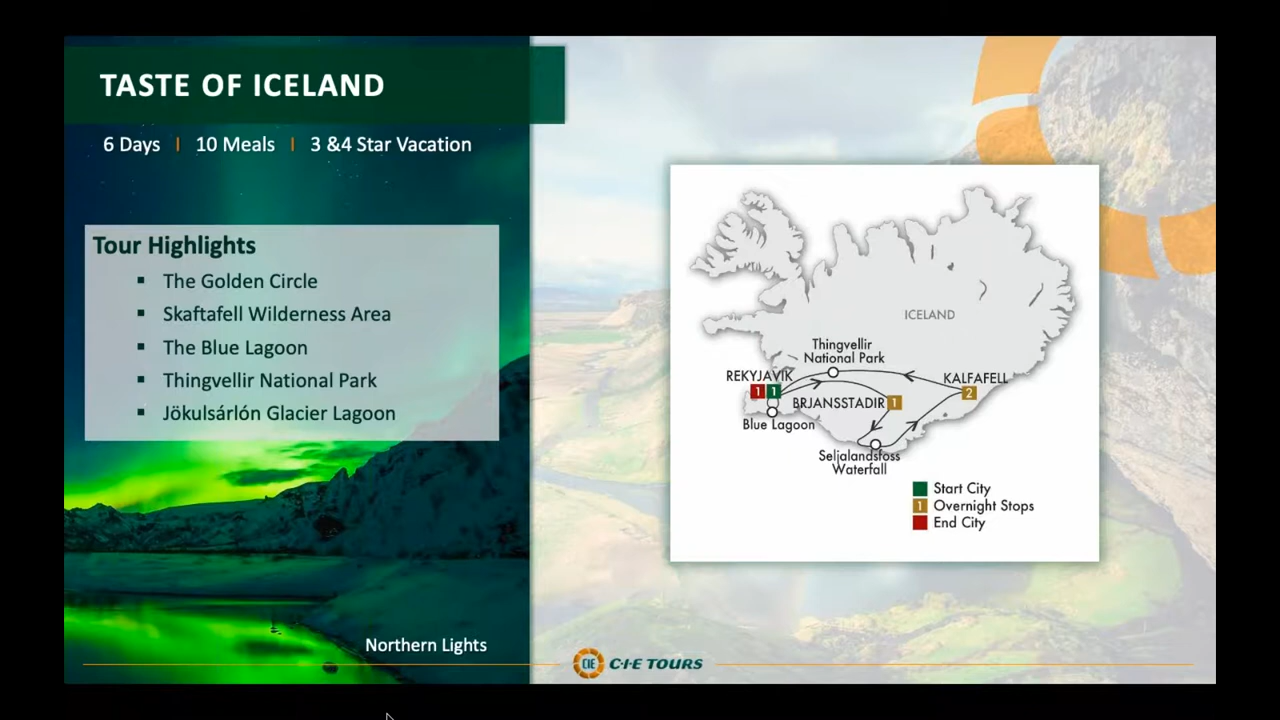 TASTE OF ICELAND
6 Days | 10 Meals | 3 &4 Star Vacation
Tour Highlights
▪ The Golden Circle
▪ Skaftafell Wilderness Area
▪ The Blue Lagoon
▪ Thingvellir National Park
▪ Jökulsárlón Glacier Lagoon
Northern Lights
ICELAND
Thingvellir
National Park
REKYJAVIK
1 1
KALFAFELL
2
BRJANSSTADIR 1
Blue Lagoon
Seljalandsfoss
Waterfall
Start City
1 Overnight Stops
End City
CIE C·I·E TOURS